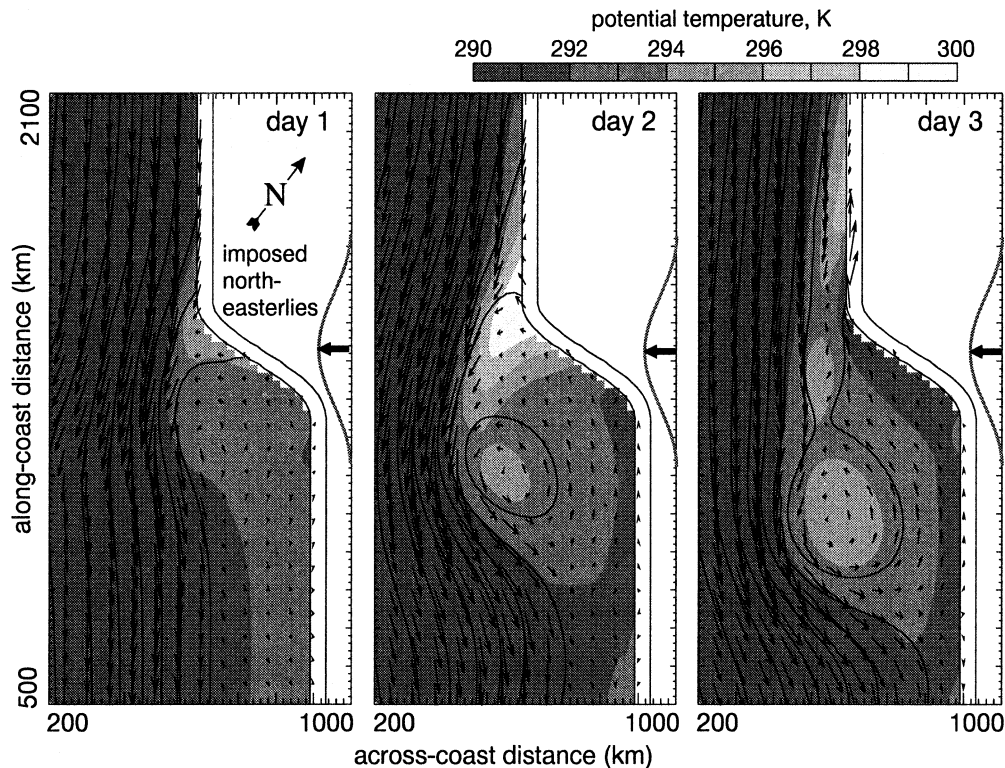 potential temperature, K
290 292 294 296 298 300
day 1
day 2
day 3
N
imposed
north-
easterlies
along-coast distance (km)
2100
500
200 1000
200 1000
200 1000
across-coast distance (km)